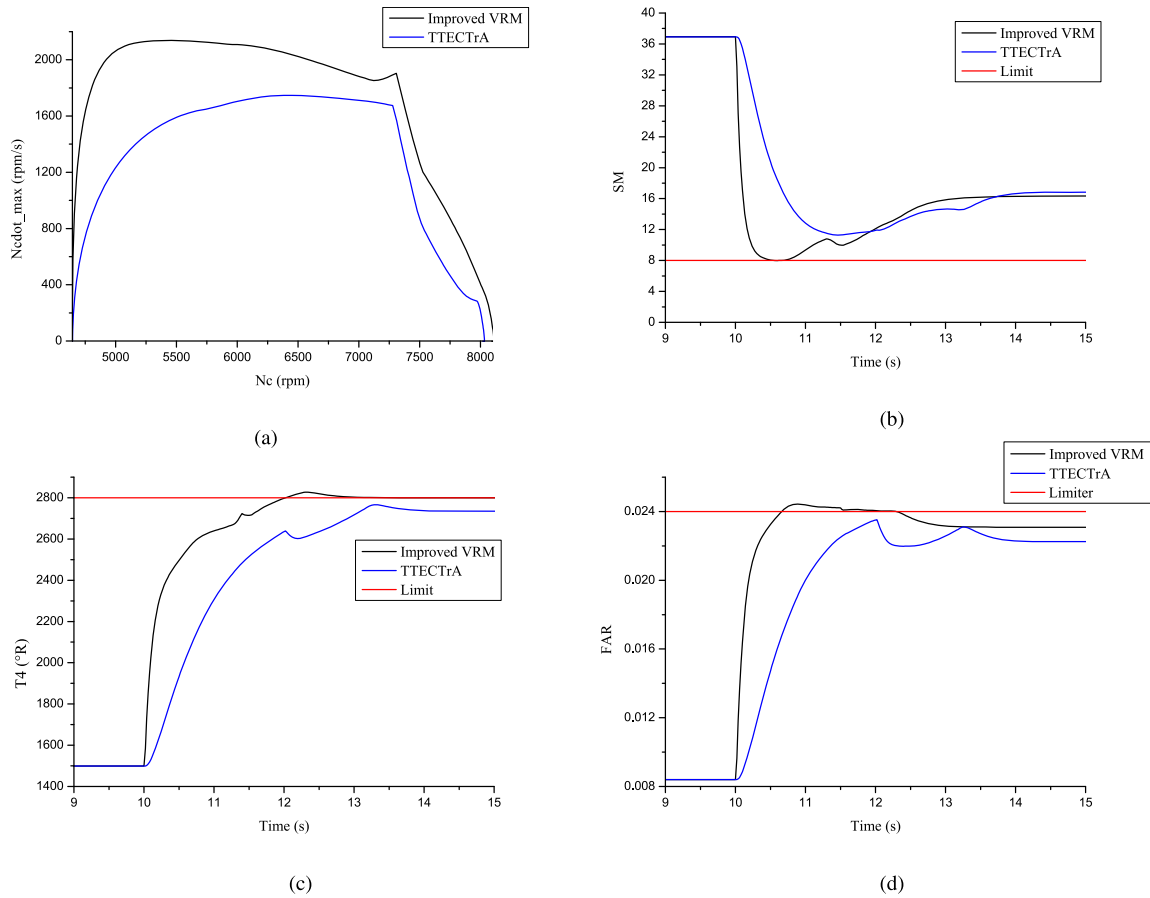 Improved VRM
TTECTrA
2000
1600
1200
800
400
0
Ncdot_max (rpm/s)
5000
5500
6000
6500
7000
7500
8000
Nc (rpm)
(a)
Improved VRM
TTECTrA
Limit
40
36
32
28
24
20
16
12
8
4
0
SM
9
10
11
12
13
14
15
Time (s)
(b)
2800
2600
2400
2200
2000
1800
1600
1400
T4 (°R)
Improved VRM
TTECTrA
Limit
9
10
11
12
13
14
15
Time (s)
(c)
Improved VRM
TTECTrA
Limiter
0.024
0.020
0.016
0.012
0.008
FAR
9
10
11
12
13
14
15
Time (s)
(d)